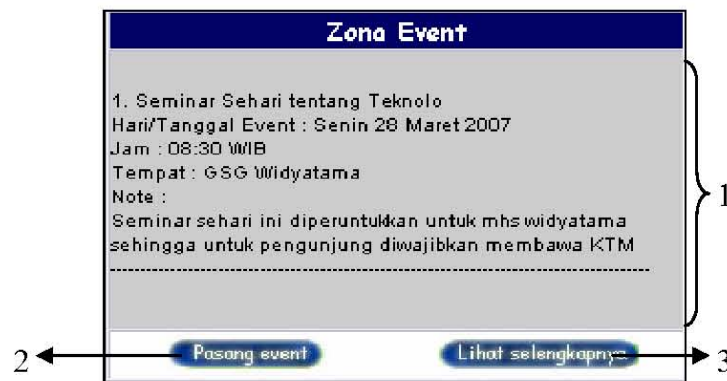 Zona Event
1. Seminar Sehari tentang Teknolo
Hari/Tanggal Event : Senin 28 Maret 2007
Jam : 08:30 WIB
Tempat : GSG Widyatama
Note :
Seminar sehari ini diperuntukkan untuk mhs widyatama
sehingga untuk pengunjung diwajibkan membawa KTM
--------------------------------------------------------------------------------
1
2 Pasang event Lihat selengkapnya 3